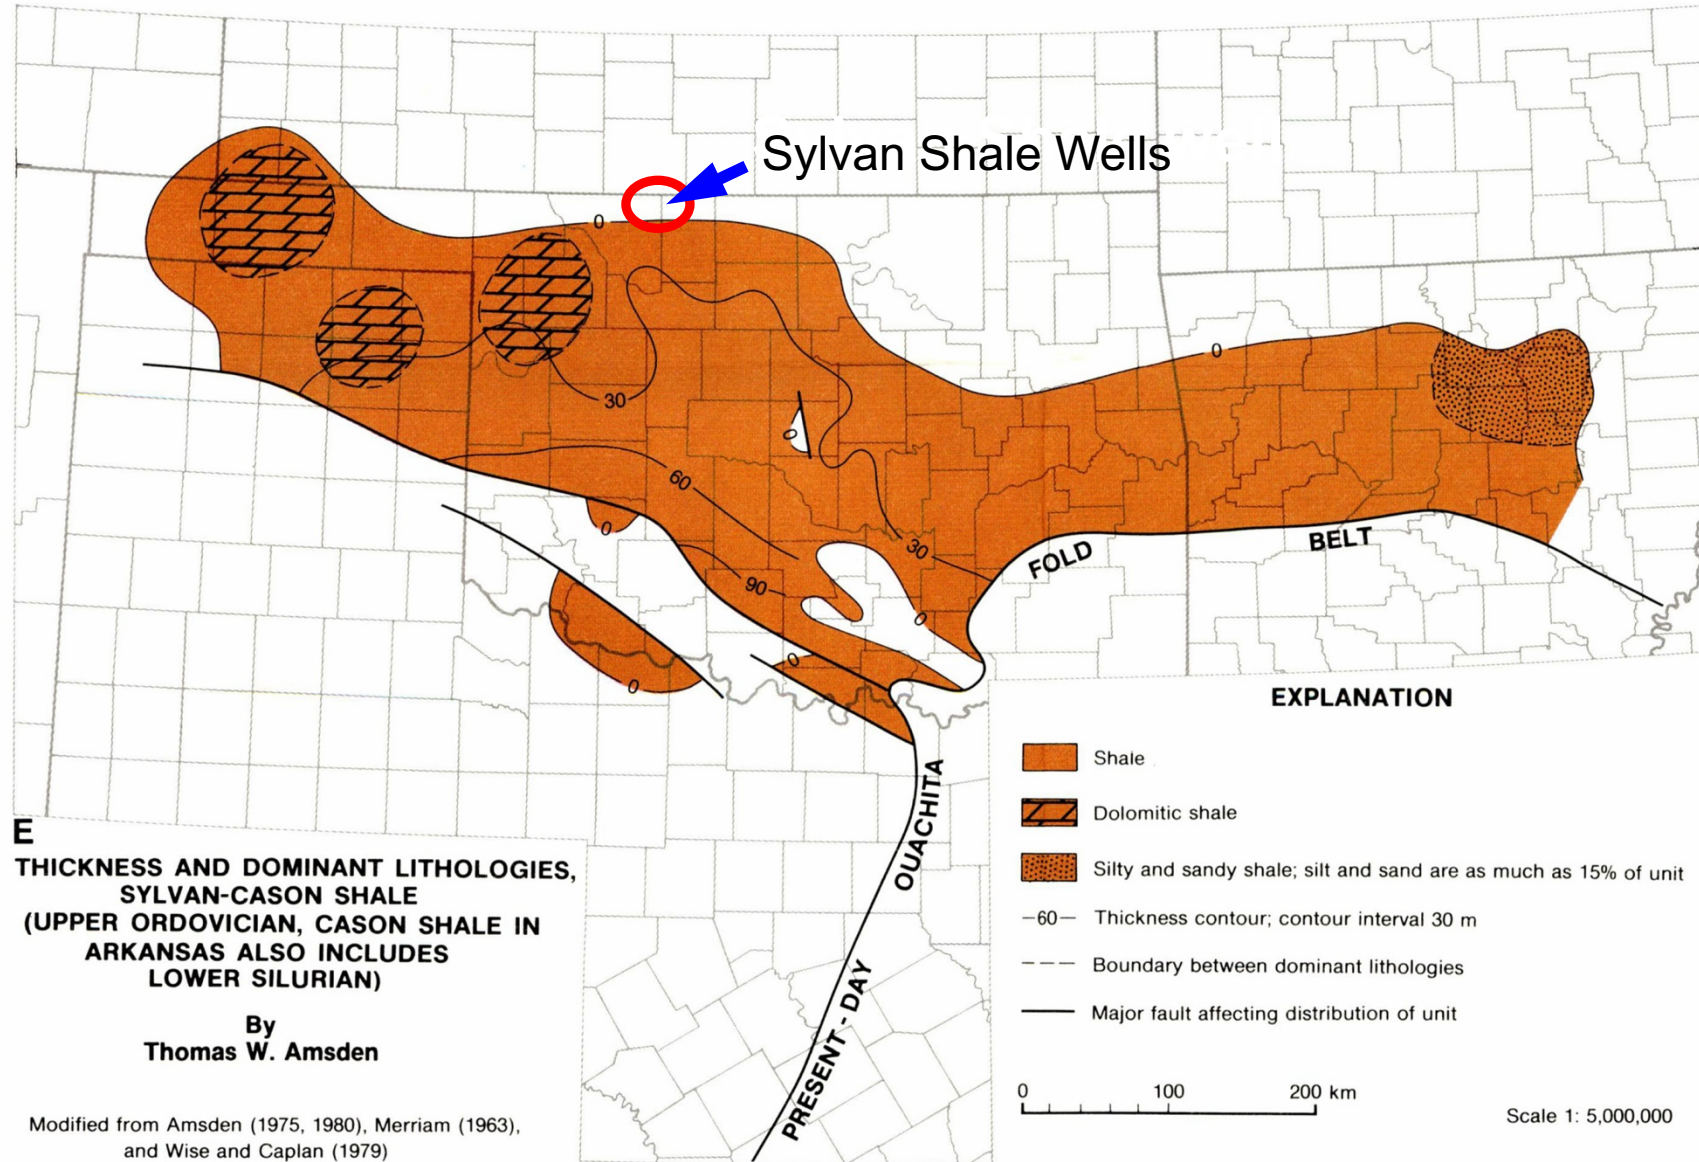 Sylvan Shale Wells
0
30
0
60
0
30
90
0
0
0
0
FOLD
BELT
OUACHITA
PRESENT - DAY
E
THICKNESS AND DOMINANT LITHOLOGIES,
SYLVAN-CASON SHALE
(UPPER ORDOVICIAN, CASON SHALE IN
ARKANSAS ALSO INCLUDES
LOWER SILURIAN)
By
Thomas W. Amsden
Modified from Amsden (1975, 1980), Merriam (1963),
and Wise and Caplan (1979)
EXPLANATION
Shale
Dolomitic shale
Silty and sandy shale; silt and sand are as much as 15% of unit
—60— Thickness contour; contour interval 30 m
Boundary between dominant lithologies
Major fault affecting distribution of unit
0 100 200 km
Scale 1: 5,000,000